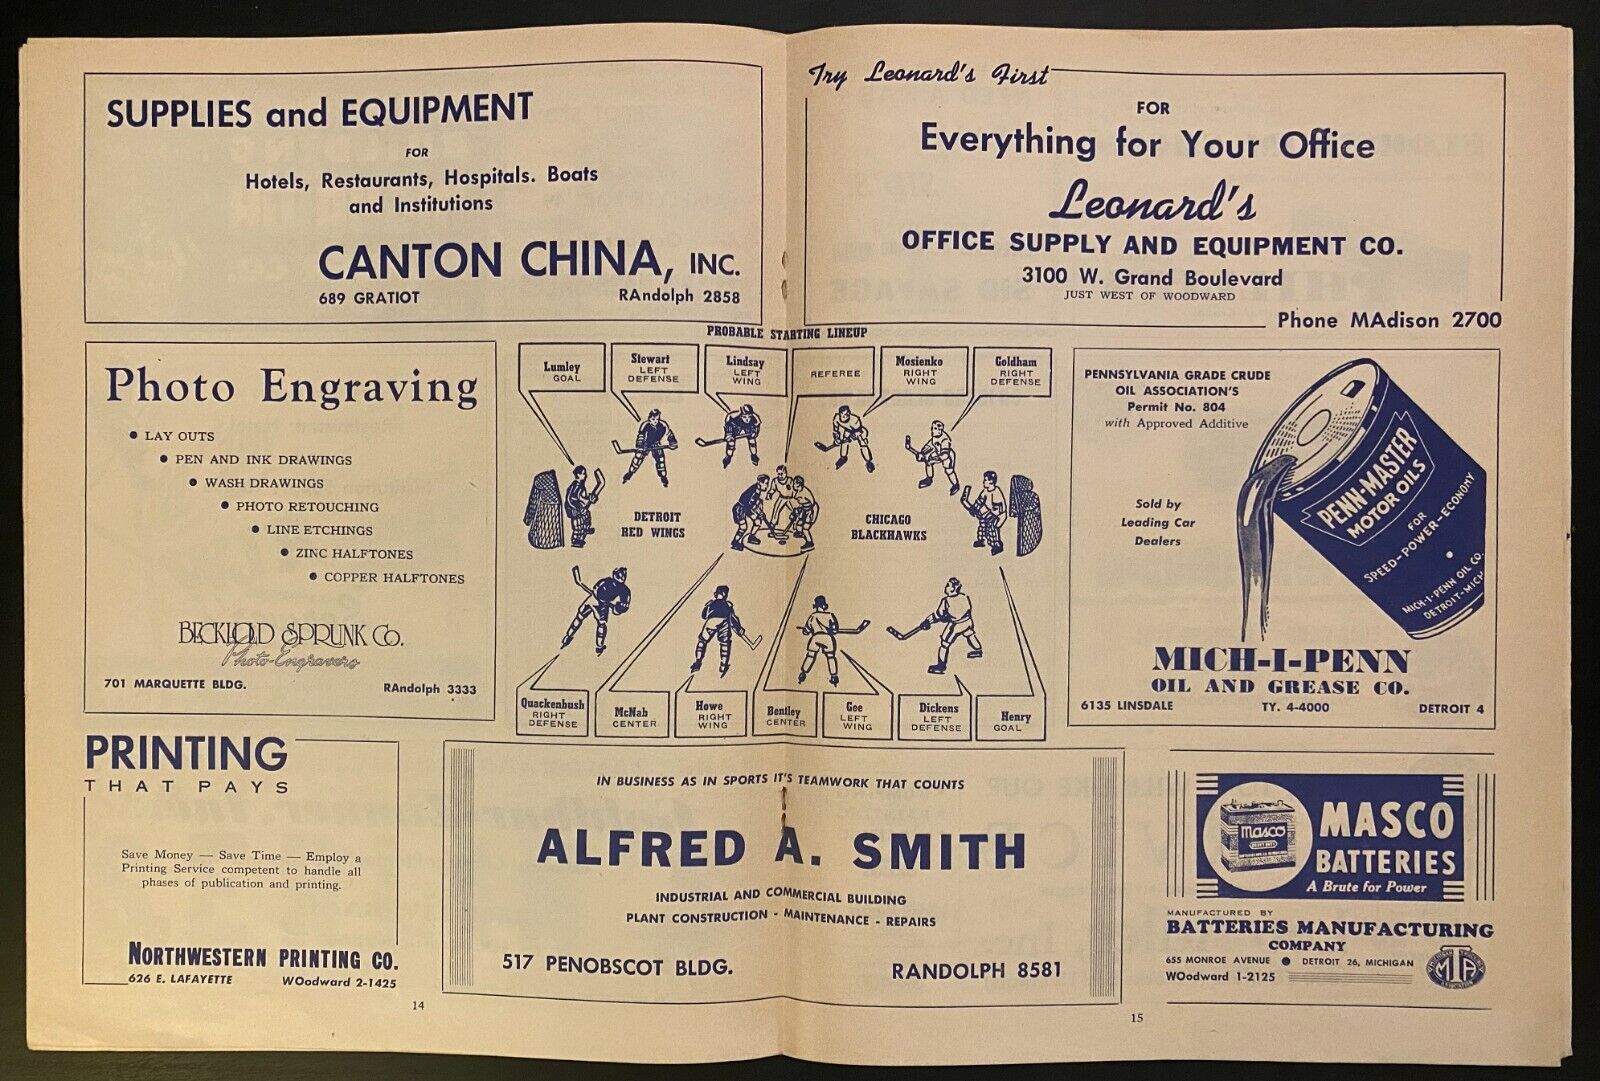 SUPPLIES and EQUIPMENT
FOR
Hotels, Restaurants, Hospitals. Boats
and Institutions
CANTON CHINA, INC.
689 GRATIOT RAndolph 2858
Try Leonard's First
FOR
Everything for Your Office
Leonard's
OFFICE SUPPLY AND EQUIPMENT CO.
3100 W. Grand Boulevard
JUST WEST OF WOODWARD
Phone MAdison 2700
Photo Engraving
● LAY OUTS
● PEN AND INK DRAWINGS
● WASH DRAWINGS
● PHOTO RETOUCHING
● LINE ETCHINGS
● ZINC HALFTONES
● COPPER HALFTONES
BECKHOLD SPRUNK CO.
Photo-Engravers
701 MARQUETTE BLDG. RAndolph 3333
PROBABLE STARTING LINEUP
Lumley
GOAL
Stewart
LEFT
DEFENSE
Lindsay
LEFT
WING
REFEREE
Mosienko
RIGHT
WING
Goldham
RIGHT
DEFENSE
DETROIT
RED WINGS
CHICAGO
BLACKHAWKS
Quackenbush
RIGHT
DEFENSE
McNab
CENTER
Howe
RIGHT
WING
Bentley
CENTER
Gee
LEFT
WING
Dickens
LEFT
DEFENSE
Henry
GOAL
PENNSYLVANIA GRADE CRUDE
OIL ASSOCIATION'S
Permit No. 804
with Approved Additive
Sold by
Leading Car
Dealers
PENN-MASTER
MOTOR OILS
FOR
SPEED-POWER-ECONOMY
MICH-I-PENN OIL CO.
DETROIT-MICH
MICH-I-PENN
OIL AND GREASE CO.
6135 LINSDALE TY. 4-4000 DETROIT 4
PRINTING
THAT PAYS
Save Money — Save Time — Employ a
Printing Service competent to handle all
phases of publication and printing.
NORTHWESTERN PRINTING CO.
626 E. LAFAYETTE WOodward 2-1425
14
IN BUSINESS AS IN SPORTS IT'S TEAMWORK THAT COUNTS
ALFRED A. SMITH
INDUSTRIAL AND COMMERCIAL BUILDING
PLANT CONSTRUCTION - MAINTENANCE - REPAIRS
517 PENOBSCOT BLDG. RANDOLPH 8581
masco
MASCO
BATTERIES
A Brute for Power
MANUFACTURED BY
BATTERIES MANUFACTURING
COMPANY
655 MONROE AVENUE ● DETROIT 26, MICHIGAN
WOodward 1-2125
MTA
15